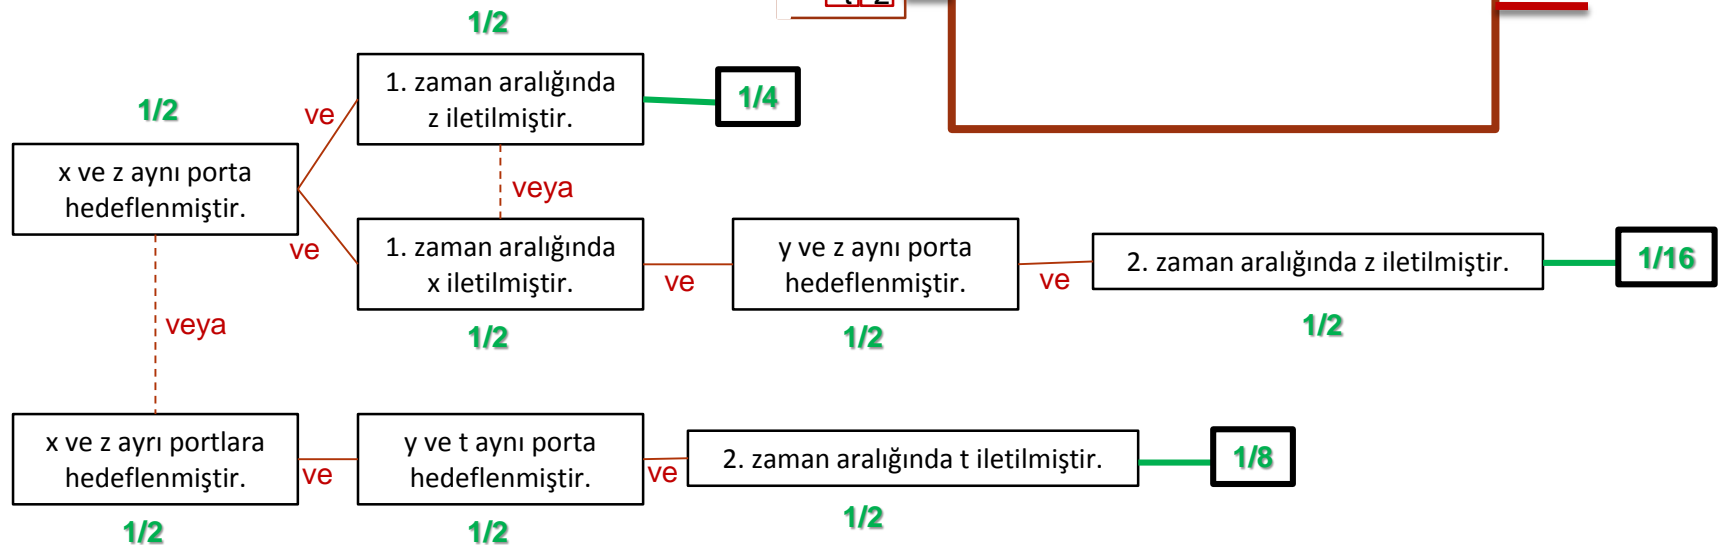 t z
1/2
1. zaman aralığında
z iletilmiştir.
1/4
1/2
ve
x ve z aynı porta
hedeflenmiştir.
veya
ve
1. zaman aralığında
x iletilmiştir.
1/2
ve
y ve z aynı porta
hedeflenmiştir.
1/2
ve
2. zaman aralığında z iletilmiştir.
1/2
1/16
veya
x ve z ayrı portlara
hedeflenmiştir.
1/2
ve
y ve t aynı porta
hedeflenmiştir.
1/2
ve
2. zaman aralığında t iletilmiştir.
1/2
1/8